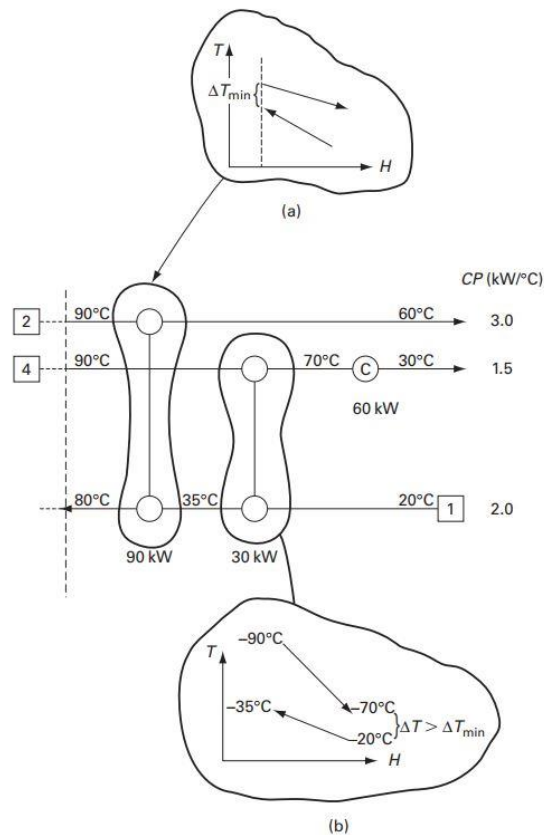 T
ΔTmin {
H
(a)
CP (kW/°C)
2 90°C 60°C 3.0
4 90°C 70°C C 30°C 1.5
60 kW
80°C 35°C 20°C 1 2.0
90 kW 30 kW
–90°C
T
–35°C –70°C
ΔT > ΔTmin
–20°C
H
(b)